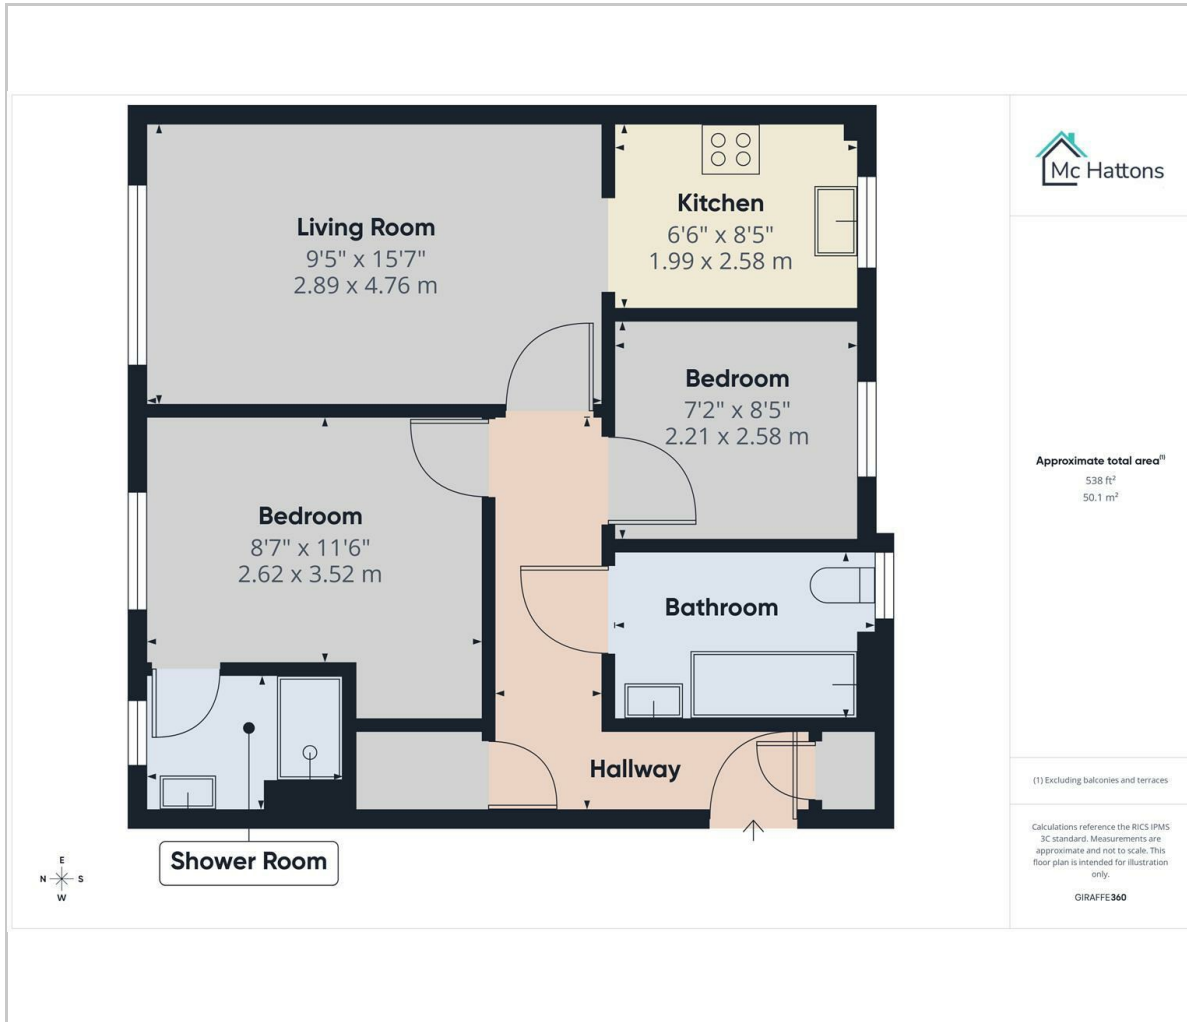 Living Room
9'5" x 15'7"
2.89 x 4.76 m
Kitchen
6'6" x 8'5"
1.99 x 2.58 m
Bedroom
7'2" x 8'5"
2.21 x 2.58 m
Bedroom
8'7" x 11'6"
2.62 x 3.52 m
Bathroom
Hallway
Shower Room
E
N S
W
Mc Hattons
Approximate total area(1)
538 ft²
50.1 m²
(1) Excluding balconies and terraces
Calculations reference the RICS IPMS
3C standard. Measurements are
approximate and not to scale. This
floor plan is intended for illustration
only.
GIRAFFE360